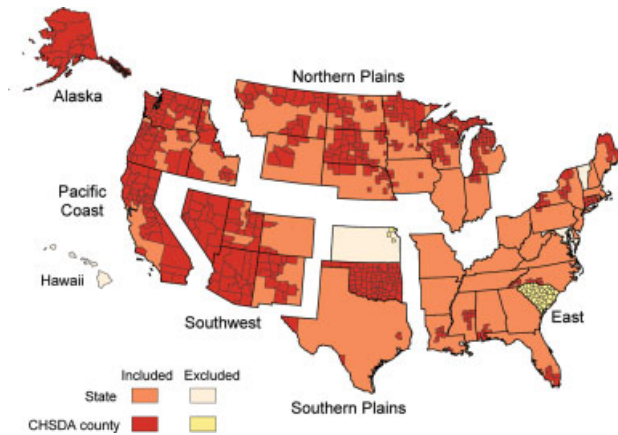 Northern Plains
Alaska
Pacific
Coast
Hawaii
Southwest
East
Included Excluded
State
Southern Plains
CHSDA county